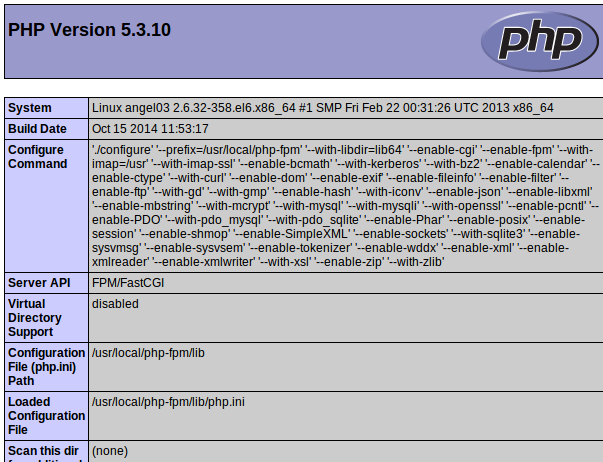 PHP Version 5.3.10
php
System
Linux angel03 2.6.32-358.el6.x86_64 #1 SMP Fri Feb 22 00:31:26 UTC 2013 x86_64
Build Date
Oct 15 2014 11:53:17
Configure
Command
'./configure' '--prefix=/usr/local/php-fpm' '--with-libdir=lib64' '--enable-cgi' '--enable-fpm' '--with-
imap=/usr' '--with-imap-ssl' '--enable-bcmath' '--with-kerberos' '--with-bz2' '--enable-calendar' '--
enable-ctype' '--with-curl' '--enable-dom' '--enable-exif' '--enable-fileinfo' '--enable-filter' '--
enable-ftp' '--with-gd' '--with-gmp' '--enable-hash' '--with-iconv' '--enable-json' '--enable-libxml'
'--enable-mbstring' '--with-mcrypt' '--with-mysql' '--with-mysqli' '--with-openssl' '--enable-pcntl' '--
enable-PDO' '--with-pdo_mysql' '--with-pdo_sqlite' '--enable-Phar' '--enable-posix' '--enable-
session' '--enable-shmop' '--enable-SimpleXML' '--enable-sockets' '--with-sqlite3' '--enable-
sysvmsg' '--enable-sysvsem' '--enable-tokenizer' '--enable-wddx' '--enable-xml' '--enable-
xmlreader' '--enable-xmlwriter' '--with-xsl' '--enable-zip' '--with-zlib'
Server API
FPM/FastCGI
Virtual
Directory
Support
disabled
Configuration
File (php.ini)
Path
/usr/local/php-fpm/lib
Loaded
Configuration
File
/usr/local/php-fpm/lib/php.ini
Scan this dir
(none)